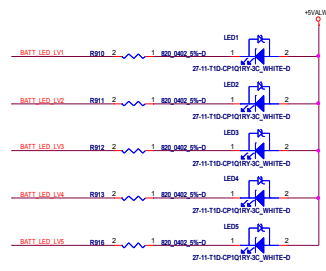 +5VALW
LED1
BATT_LED_LV1 R910 2 1 820_0402_5%-D 1 2
27-11-T1D-CP1Q1RY-3C_WHITE-D
LED2
BATT_LED_LV2 R911 2 1 820_0402_5%-D 1 2
27-11-T1D-CP1Q1RY-3C_WHITE-D
LED3
BATT_LED_LV3 R912 2 1 820_0402_5%-D 1 2
27-11-T1D-CP1Q1RY-3C_WHITE-D
LED4
BATT_LED_LV4 R913 2 1 820_0402_5%-D 1 2
27-11-T1D-CP1Q1RY-3C_WHITE-D
LED5
BATT_LED_LV5 R916 2 1 820_0402_5%-D 1 2
27-11-T1D-CP1Q1RY-3C_WHITE-D